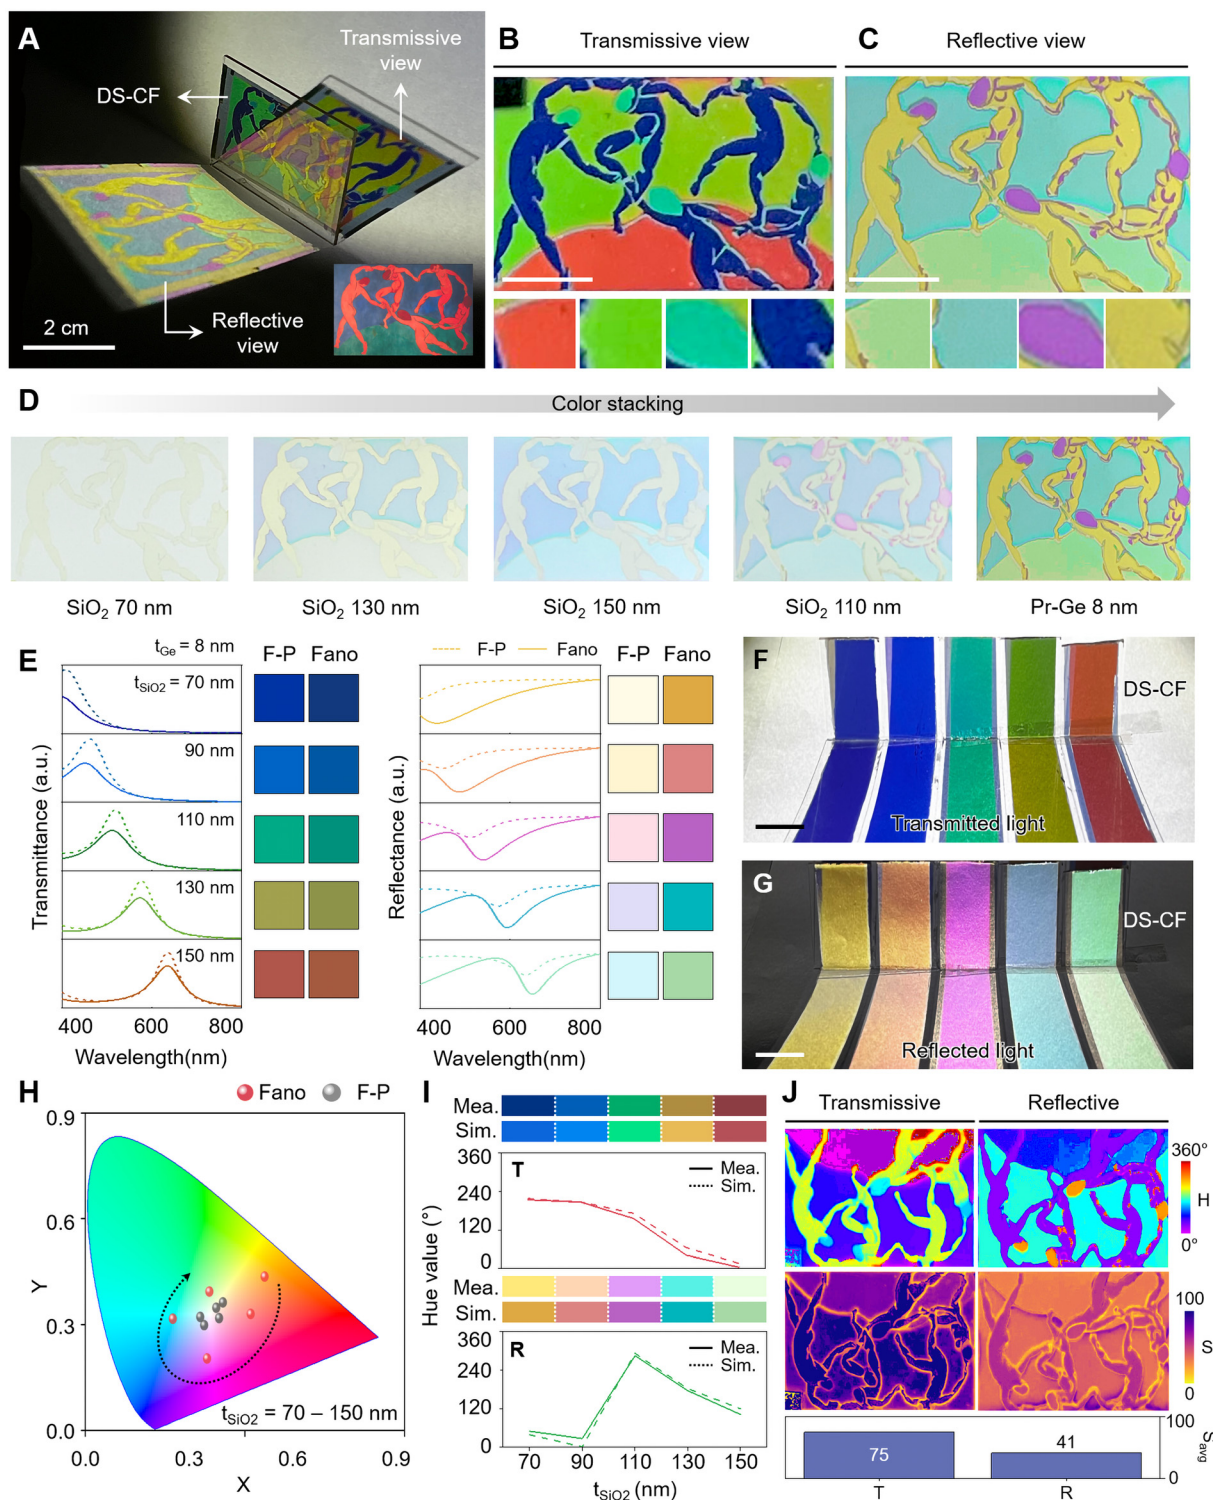 A
Transmissive
view
DS-CF
Reflective
view
2 cm
B
Transmissive view
C
Reflective view
D
Color stacking
SiO2 70 nm
SiO2 130 nm
SiO2 150 nm
SiO2 110 nm
Pr-Ge 8 nm
E
tGe = 8 nm
tSiO2 = 70 nm
90 nm
110 nm
130 nm
150 nm
Transmittance (a.u.)
400 600 800
Wavelength(nm)
F-P Fano
F-P Fano
Reflectance (a.u.)
400 600 800
Wavelength(nm)
F-P Fano
F
DS-CF
Transmitted light
G
DS-CF
Reflected light
H
Fano F-P
0.9
0.6
0.3
0.0
Y
tSiO2 = 70 – 150 nm
0.0 0.3 0.6 0.9
X
I
Mea.
Sim.
360
240
120
0
T
Mea.
Sim.
Hue value (°)
Mea.
Sim.
360
240
120
0
R
Mea.
Sim.
70 90 110 130 150
tSiO2 (nm)
J
Transmissive Reflective
360°
H
0°
100
S
0
75
41
100
0
Savg
T R